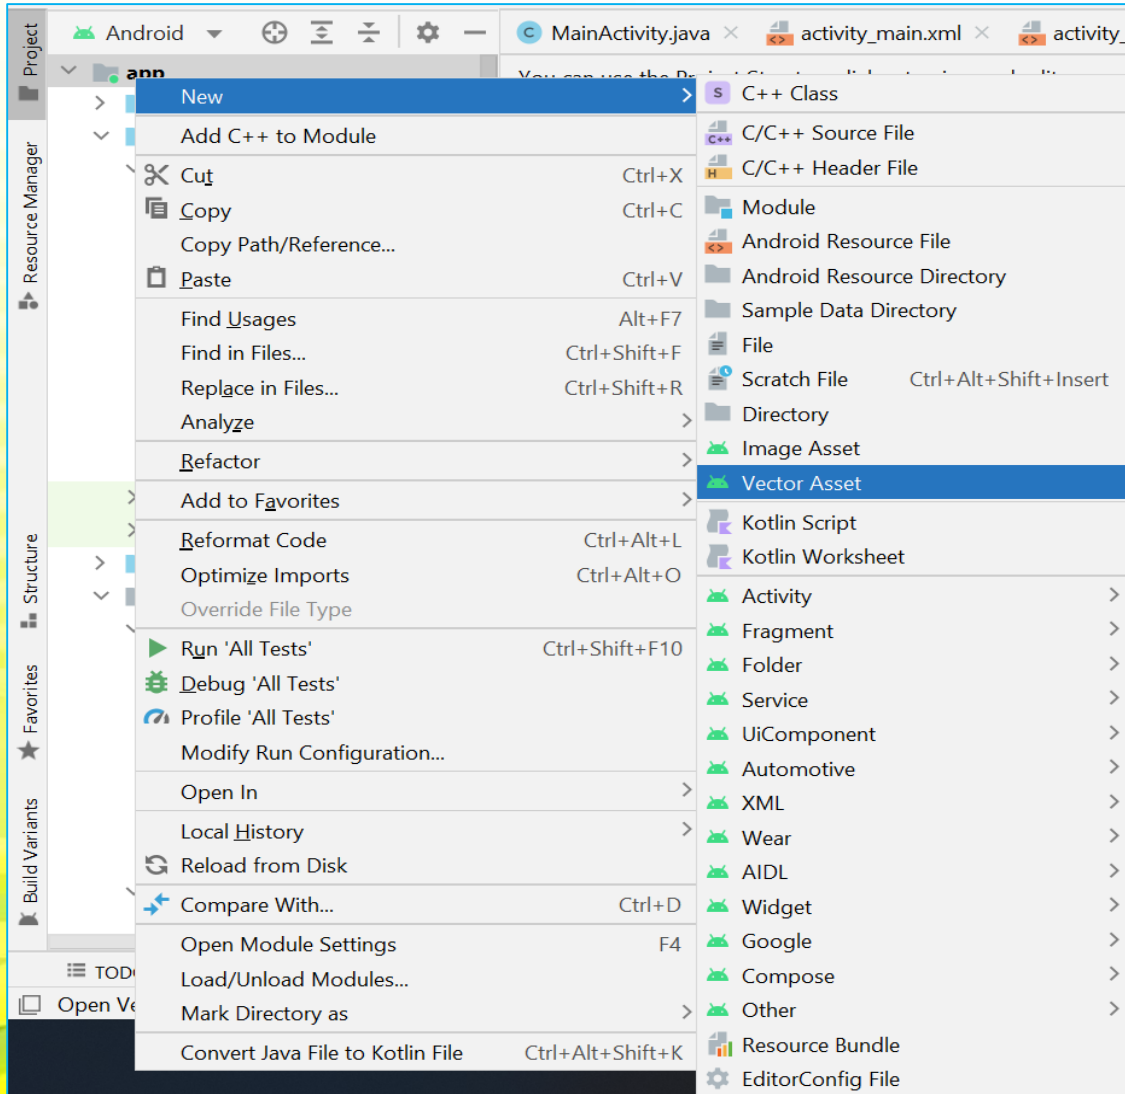 Project
Resource Manager
Structure
Favorites
Build Variants
Android
MainActivity.java
activity_main.xml
activity_
app
New
Add C++ to Module
Cut Ctrl+X
Copy Ctrl+C
Copy Path/Reference...
Paste Ctrl+V
Find Usages Alt+F7
Find in Files... Ctrl+Shift+F
Replace in Files... Ctrl+Shift+R
Analyze
Refactor
Add to Favorites
Reformat Code Ctrl+Alt+L
Optimize Imports Ctrl+Alt+O
Override File Type
Run 'All Tests' Ctrl+Shift+F10
Debug 'All Tests'
Profile 'All Tests'
Modify Run Configuration...
Open In
Local History
Reload from Disk
Compare With... Ctrl+D
Open Module Settings F4
Load/Unload Modules...
Mark Directory as
Convert Java File to Kotlin File Ctrl+Alt+Shift+K
S C++ Class
C++ C/C++ Source File
H C/C++ Header File
Module
Android Resource File
Android Resource Directory
Sample Data Directory
File
Scratch File Ctrl+Alt+Shift+Insert
Directory
Image Asset
Vector Asset
Kotlin Script
Kotlin Worksheet
Activity
Fragment
Folder
Service
UiComponent
Automotive
XML
Wear
AIDL
Widget
Google
Compose
Other
Resource Bundle
EditorConfig File
TOD
Open Ve